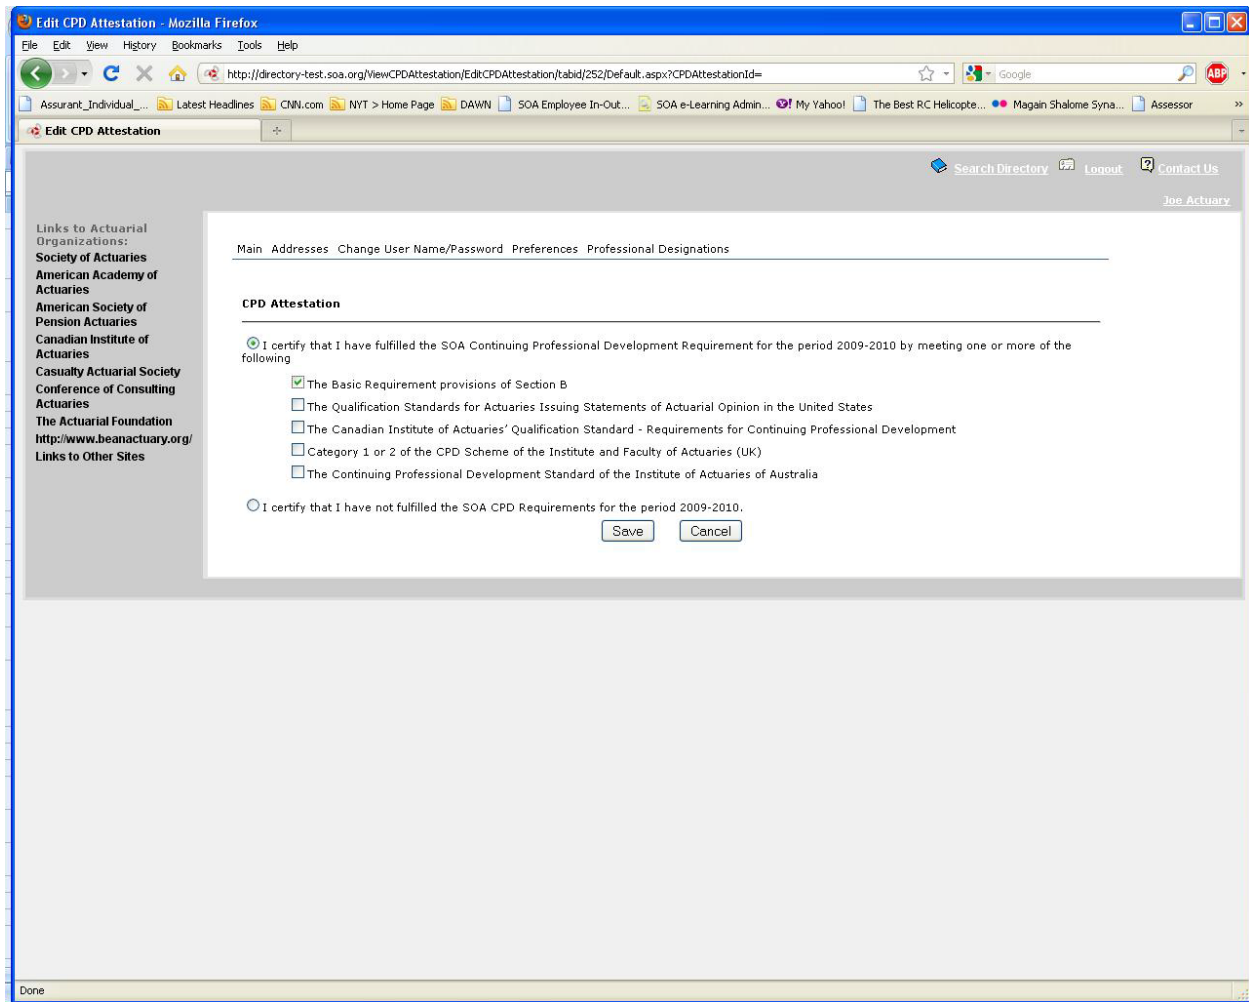 Edit CPD Attestation - Mozilla Firefox
File Edit View History Bookmarks Tools Help
http://directory-test.soa.org/ViewCPDAttestation/EditCPDAttestation/tabid/252/Default.aspx?CPDAttestationId=
Google
ABP
Assurant_Individual_... Latest Headlines CNN.com NYT > Home Page DAWN SOA Employee In-Out... SOA e-Learning Admin... My Yahoo! The Best RC Helicopte... Magain Shalome Syna... Assessor »
Edit CPD Attestation
Search Directory Logout Contact Us
Joe Actuary
Links to Actuarial
Organizations:
Society of Actuaries
American Academy of
Actuaries
American Society of
Pension Actuaries
Canadian Institute of
Actuaries
Casualty Actuarial Society
Conference of Consulting
Actuaries
The Actuarial Foundation
http://www.beanactuary.org/
Links to Other Sites
Main Addresses Change User Name/Password Preferences Professional Designations
CPD Attestation
I certify that I have fulfilled the SOA Continuing Professional Development Requirement for the period 2009-2010 by meeting one or more of the
following
The Basic Requirement provisions of Section B
The Qualification Standards for Actuaries Issuing Statements of Actuarial Opinion in the United States
The Canadian Institute of Actuaries' Qualification Standard - Requirements for Continuing Professional Development
Category 1 or 2 of the CPD Scheme of the Institute and Faculty of Actuaries (UK)
The Continuing Professional Development Standard of the Institute of Actuaries of Australia
I certify that I have not fulfilled the SOA CPD Requirements for the period 2009-2010.
Save Cancel
Done